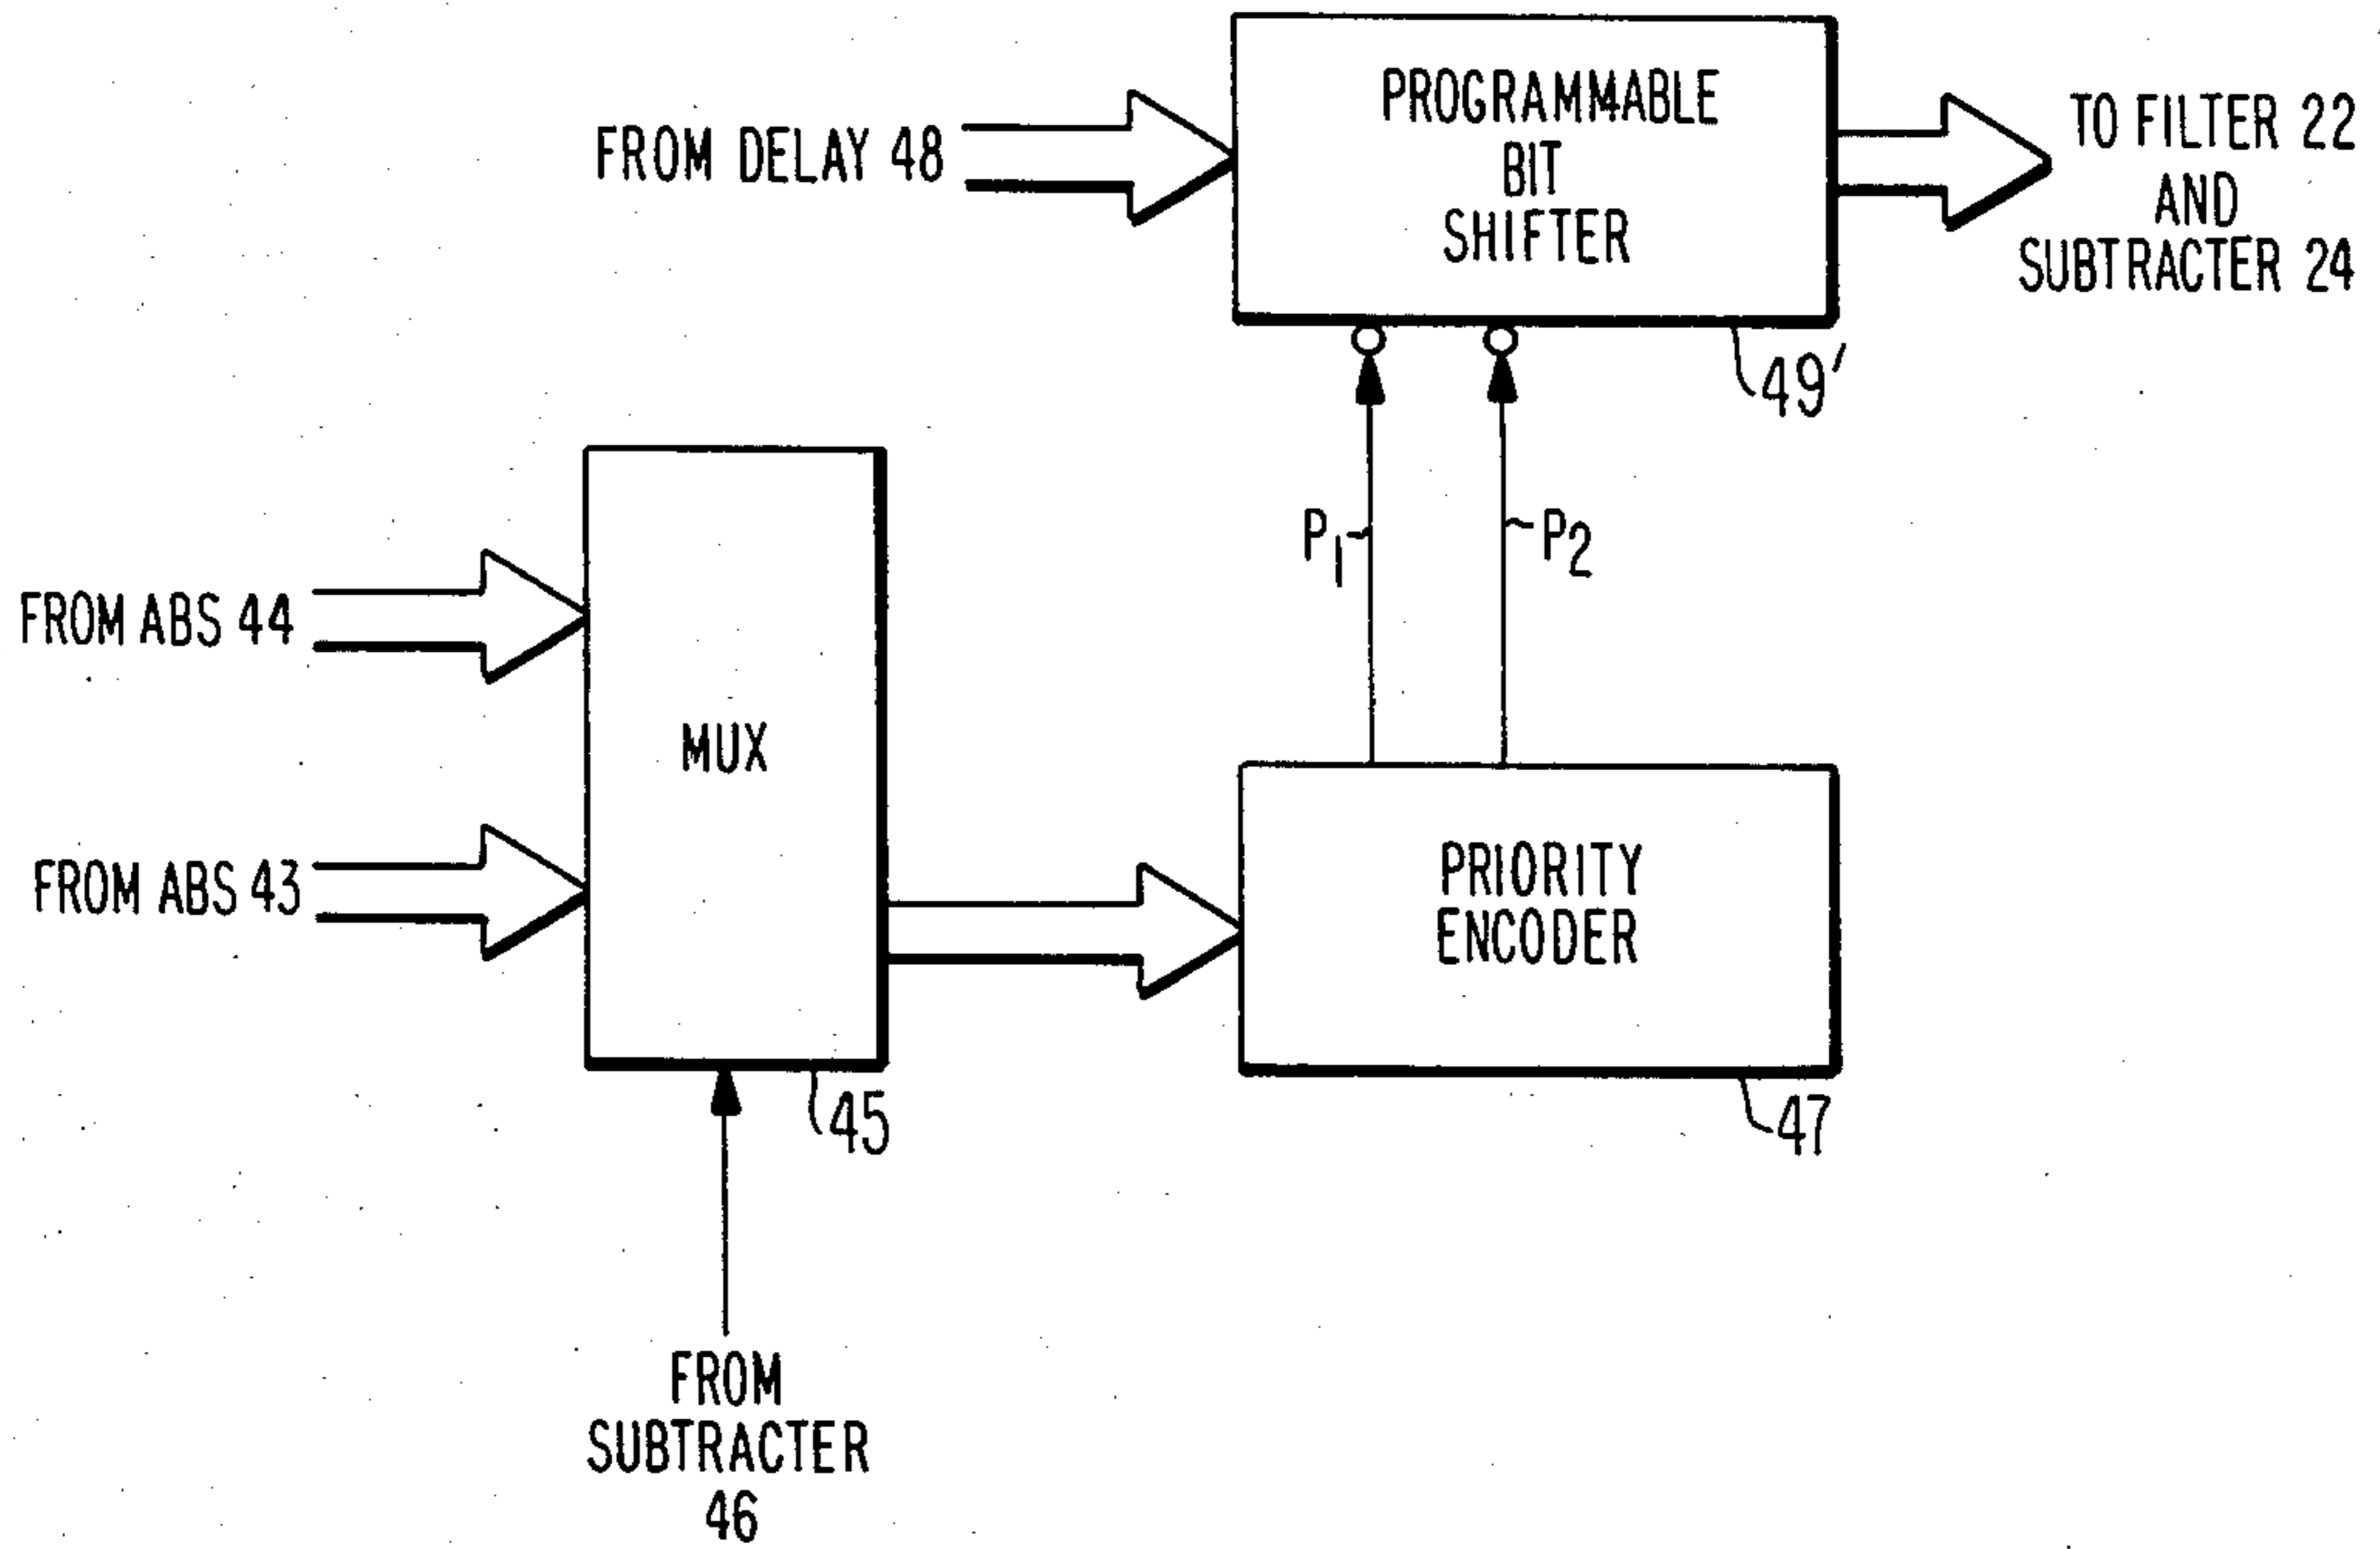 PROGRAMMABLE
BIT
SHIFTER
FROM DELAY 48
TO FILTER 22
AND
SUBTRACTER 24
49'
P1
P2
FROM ABS 44
MUX
FROM ABS 43
PRIORITY
ENCODER
45
47
FROM
SUBTRACTER
46